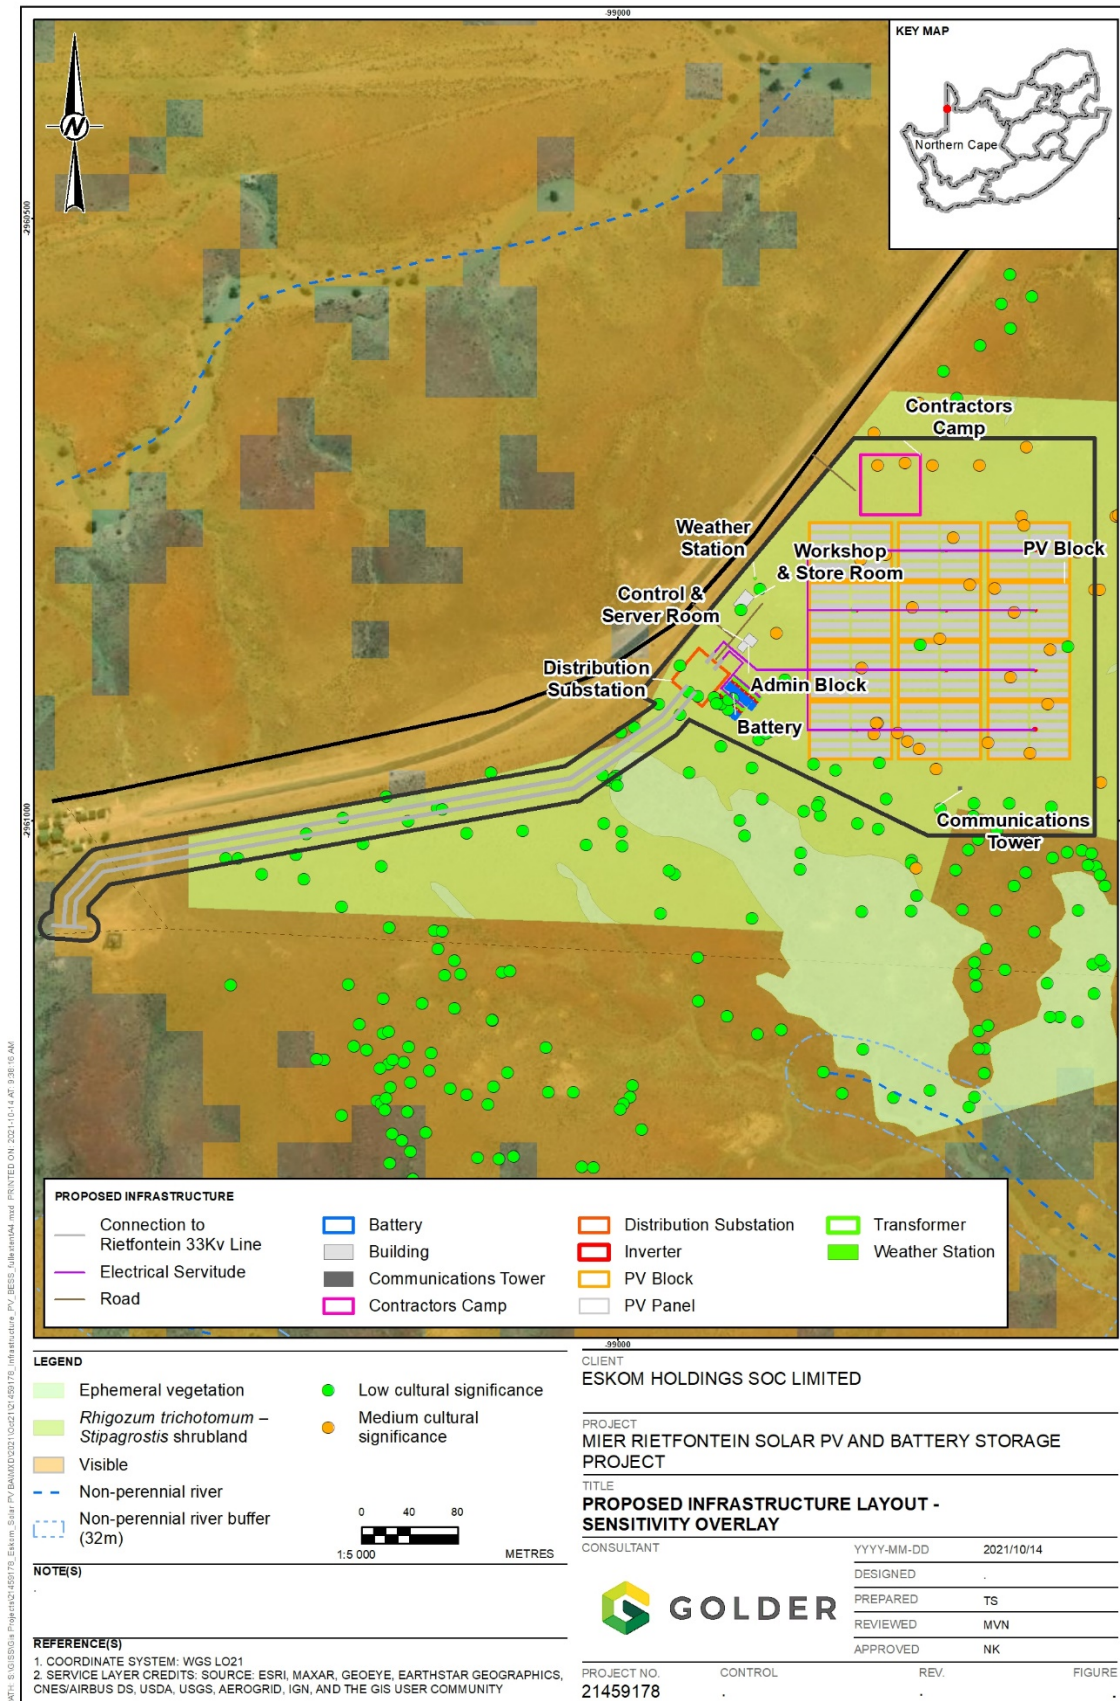 -99000
KEY MAP
Northern Cape
N
-2960500
Contractors
Camp
Weather
Station
Workshop
& Store Room
PV Block
Control &
Server Room
Distribution
Substation
Admin Block
Battery
-2961000
Communications
Tower
PROPOSED INFRASTRUCTURE
Connection to
Rietfontein 33Kv Line
Electrical Servitude
Road
Battery
Building
Communications Tower
Contractors Camp
Distribution Substation
Inverter
PV Block
PV Panel
Transformer
Weather Station
-99000
LEGEND
Ephemeral vegetation
Rhigozum trichotomum –
Stipagrostis shrubland
Visible
Non-perennial river
Non-perennial river buffer
(32m)
Low cultural significance
Medium cultural
significance
0 40 80
1:5 000 METRES
NOTE(S)
.
REFERENCE(S)
1. COORDINATE SYSTEM: WGS LO21
2. SERVICE LAYER CREDITS: SOURCE: ESRI, MAXAR, GEOEYE, EARTHSTAR GEOGRAPHICS,
CNES/AIRBUS DS, USDA, USGS, AEROGRID, IGN, AND THE GIS USER COMMUNITY
CLIENT
ESKOM HOLDINGS SOC LIMITED
PROJECT
MIER RIETFONTEIN SOLAR PV AND BATTERY STORAGE
PROJECT
TITLE
PROPOSED INFRASTRUCTURE LAYOUT -
SENSITIVITY OVERLAY
CONSULTANT
GOLDER
YYYY-MM-DD 2021/10/14
DESIGNED .
PREPARED TS
REVIEWED MVN
APPROVED NK
PROJECT NO. CONTROL REV. FIGURE
21459178 . . .